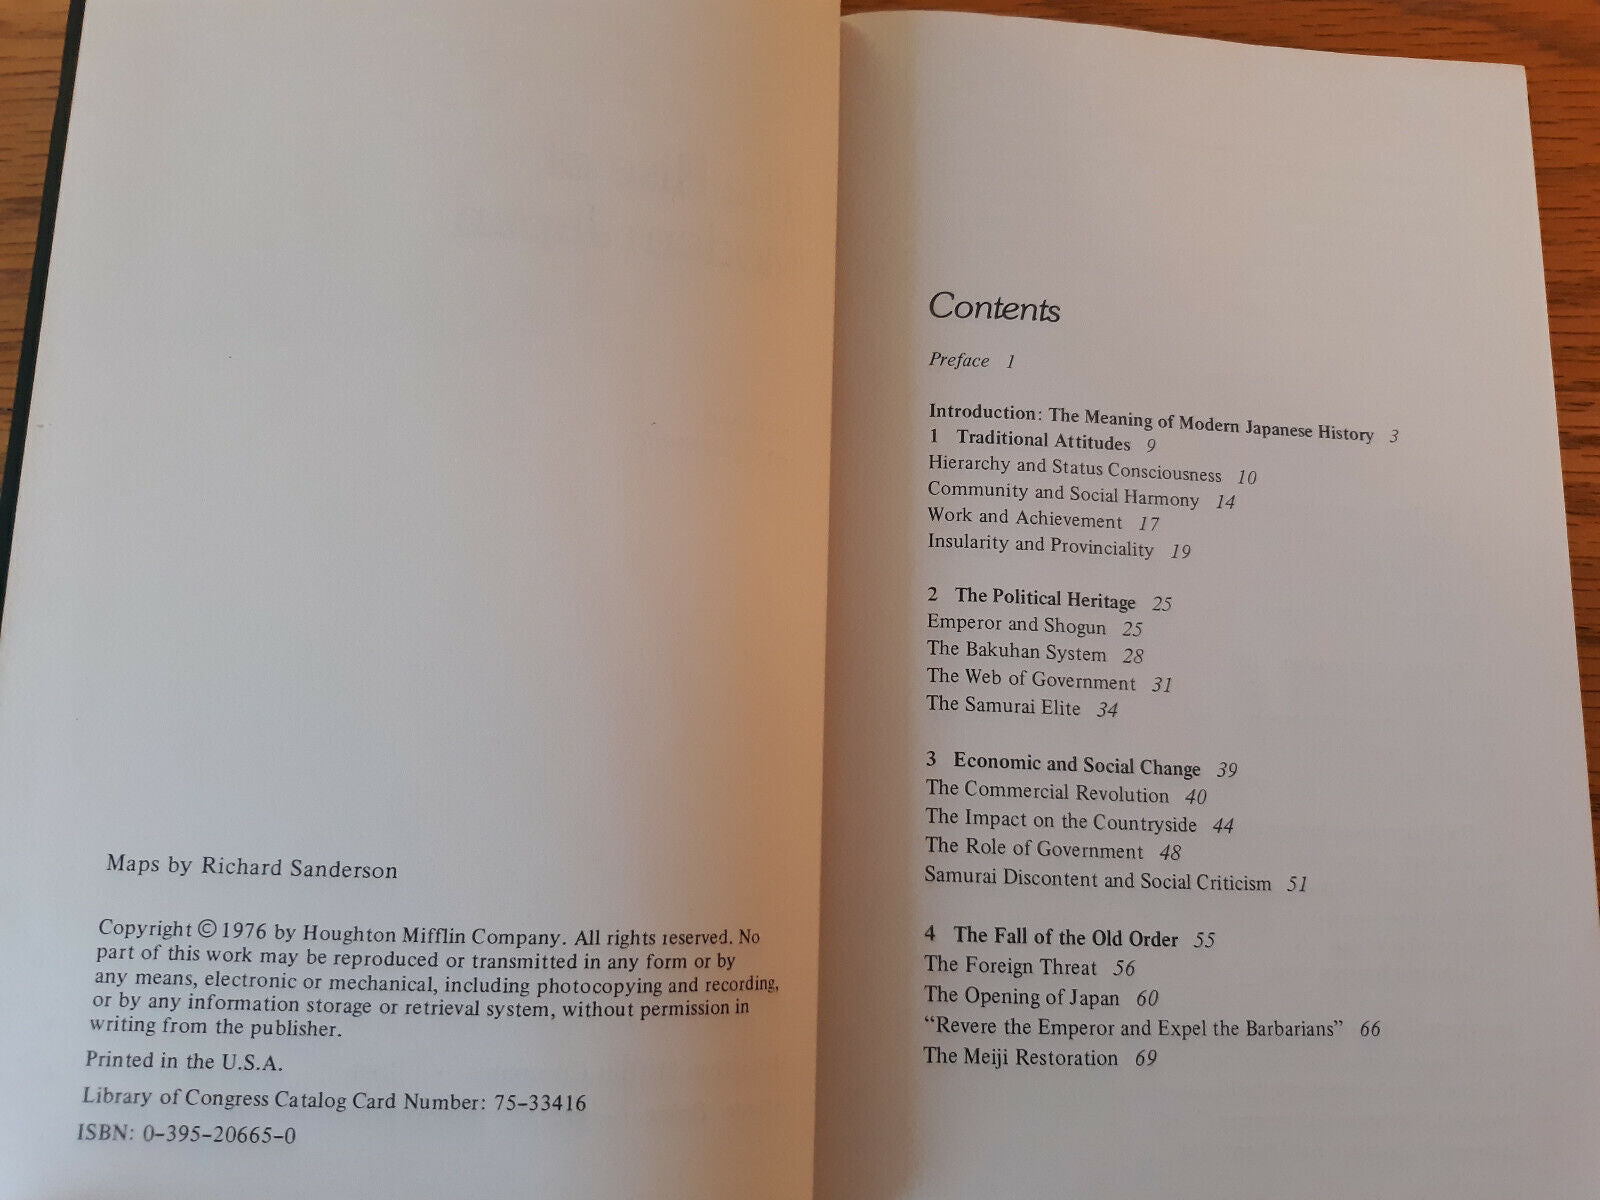 Maps by Richard Sanderson
Copyright © 1976 by Houghton Mifflin Company. All rights reserved. No
part of this work may be reproduced or transmitted in any form or by
any means, electronic or mechanical, including photocopying and recording,
or by any information storage or retrieval system, without permission in
writing from the publisher.
Printed in the U.S.A.
Library of Congress Catalog Card Number: 75-33416
ISBN: 0-395-20665-0
Contents
Preface 1
Introduction: The Meaning of Modern Japanese History 3
1 Traditional Attitudes 9
Hierarchy and Status Consciousness 10
Community and Social Harmony 14
Work and Achievement 17
Insularity and Provinciality 19
2 The Political Heritage 25
Emperor and Shogun 25
The Bakuhan System 28
The Web of Government 31
The Samurai Elite 34
3 Economic and Social Change 39
The Commercial Revolution 40
The Impact on the Countryside 44
The Role of Government 48
Samurai Discontent and Social Criticism 51
4 The Fall of the Old Order 55
The Foreign Threat 56
The Opening of Japan 60
“Revere the Emperor and Expel the Barbarians” 66
The Meiji Restoration 69